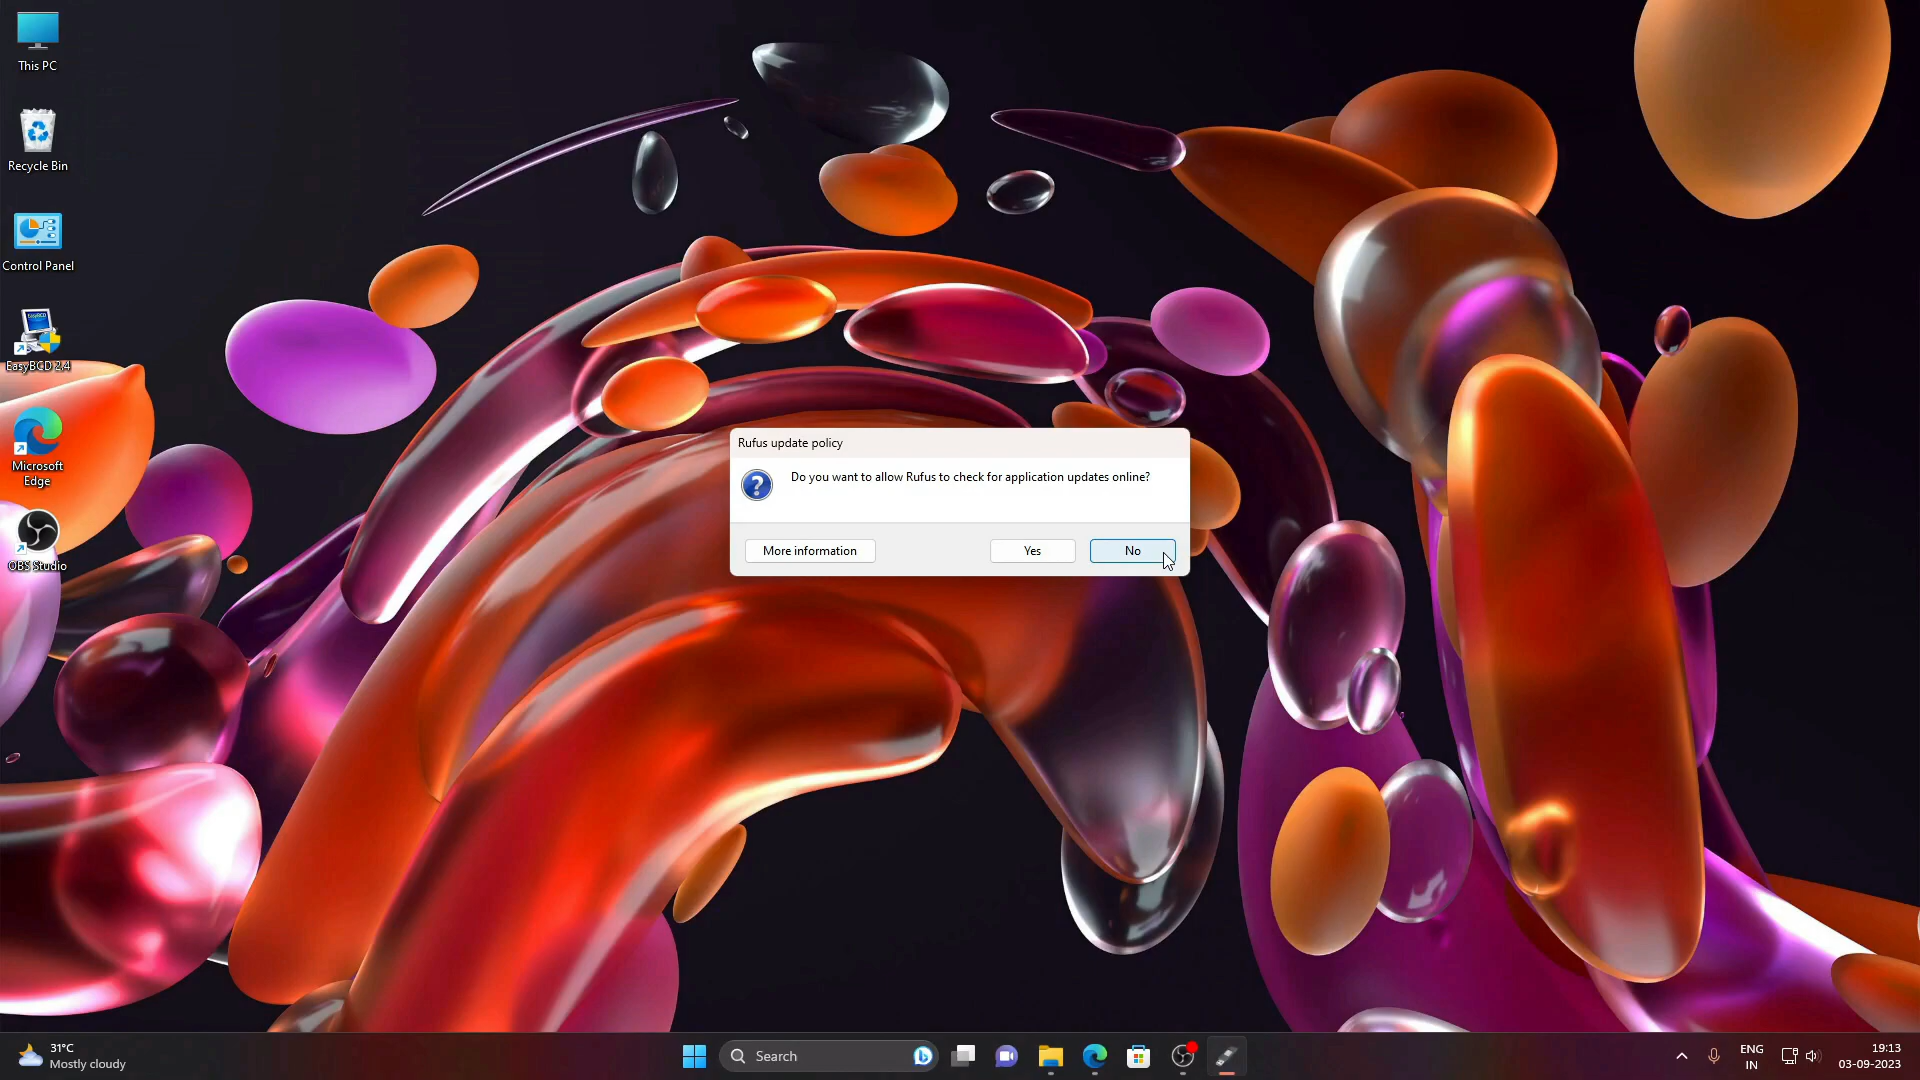 This PC
Recycle Bin
Control Panel
EasyBCD 2.4
Microsoft
Edge
OBS Studio
Rufus update policy
Do you want to allow Rufus to check for application updates online?
More information
Yes
No
31°C
Mostly cloudy
Search
ENG
IN
19:13
03-09-2023